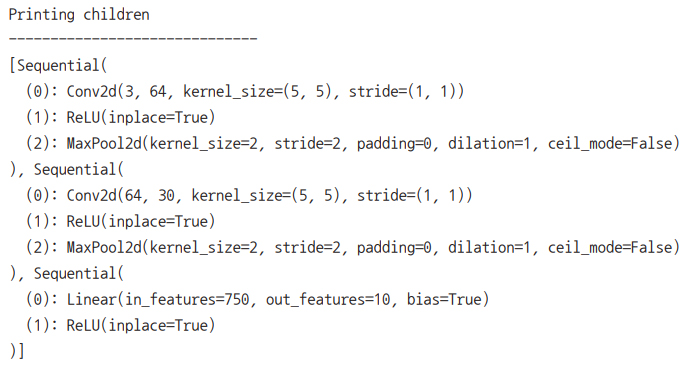 Printing children
------------------------------
[Sequential(
  (0): Conv2d(3, 64, kernel_size=(5, 5), stride=(1, 1))
  (1): ReLU(inplace=True)
  (2): MaxPool2d(kernel_size=2, stride=2, padding=0, dilation=1, ceil_mode=False)
), Sequential(
  (0): Conv2d(64, 30, kernel_size=(5, 5), stride=(1, 1))
  (1): ReLU(inplace=True)
  (2): MaxPool2d(kernel_size=2, stride=2, padding=0, dilation=1, ceil_mode=False)
), Sequential(
  (0): Linear(in_features=750, out_features=10, bias=True)
  (1): ReLU(inplace=True)
)]